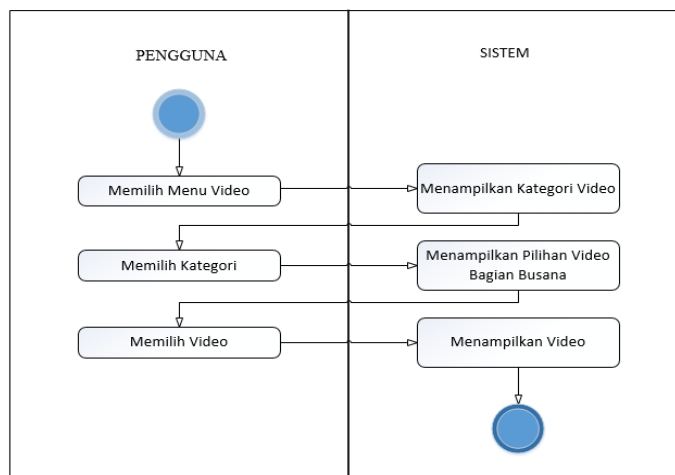 PENGGUNA
SISTEM
Memilih Menu Video
Menampilkan Kategori Video
Memilih Kategori
Menampilkan Pilihan Video
Bagian Busana
Memilih Video
Menampilkan Video